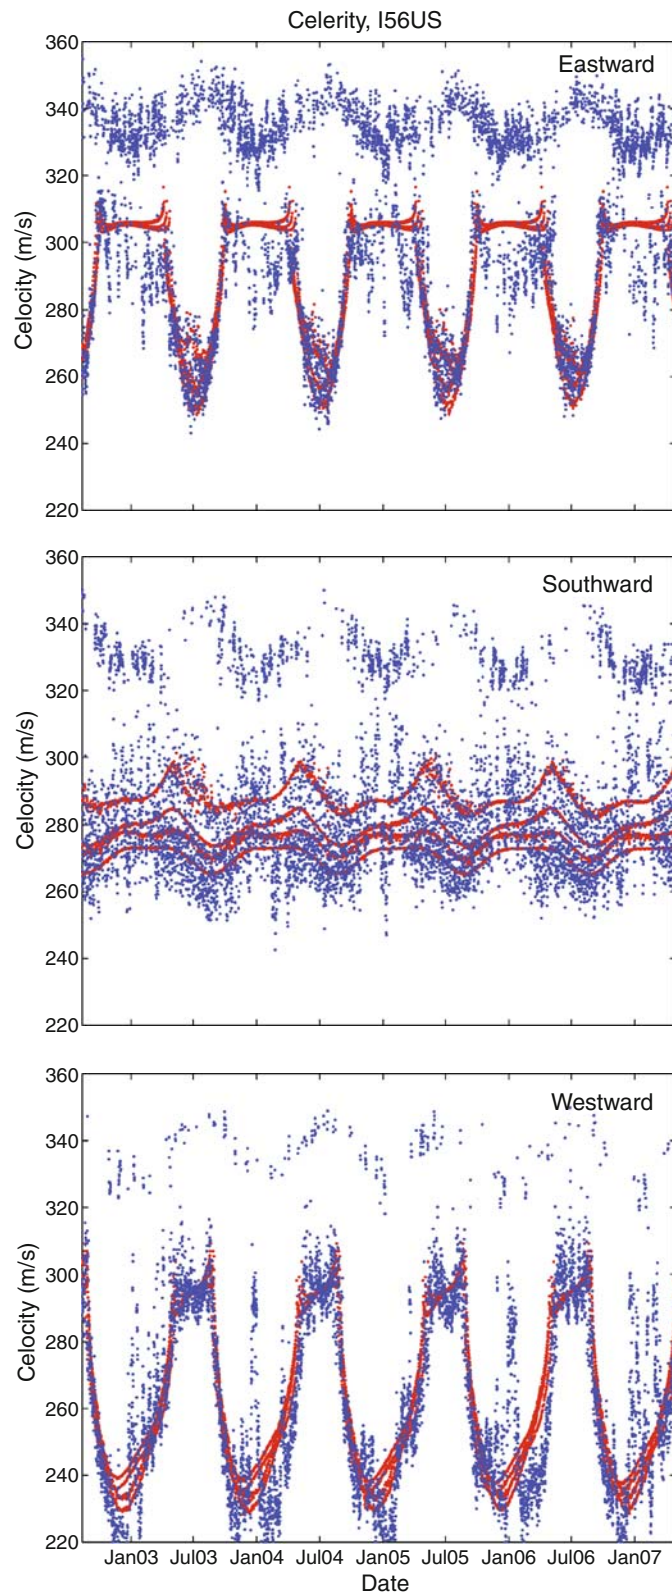 Celerity, I56US
Eastward
360
340
320
300
280
260
240
220
Celocity (m/s)
Southward
360
340
320
300
280
260
240
220
Celocity (m/s)
Westward
360
340
320
300
280
260
240
220
Celocity (m/s)
Jan03 Jul03 Jan04 Jul04 Jan05 Jul05 Jan06 Jul06 Jan07
Date